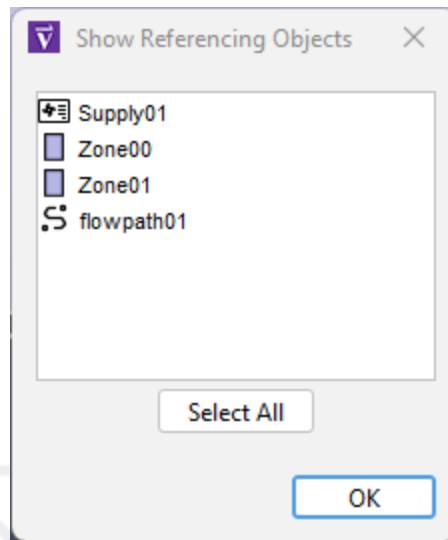 Show Referencing Objects
Supply01
Zone00
Zone01
flowpath01
Select All
OK